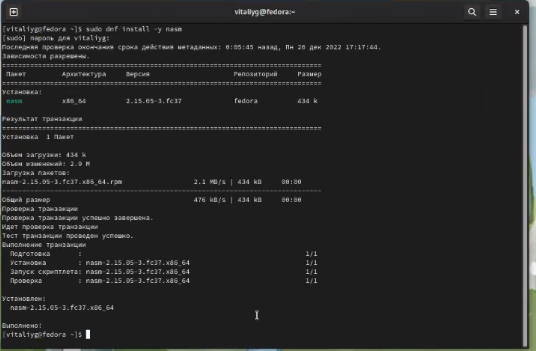 vitaliyg@fedora:~
[vitaliyg@fedora ~]$ sudo dnf install -y nasm
[sudo] пароль для vitaliyg:
Последняя проверка окончания срока действия метаданных: 0:05:45 назад, Пн 26 дек 2022 17:17:44.
Зависимости разрешены.
================================================================================
Пакет Архитектура Версия Репозиторий Размер
================================================================================
Установка:
nasm x86_64 2.15.05-3.fc37 fedora 434 k

Результат транзакции
================================================================================
Установка 1 Пакет

Объем загрузки: 434 k
Объем изменений: 2.9 M
Загрузка пакетов:
nasm-2.15.05-3.fc37.x86_64.rpm 2.1 MB/s | 434 kB 00:00
--------------------------------------------------------------------------------
Общий размер 476 kB/s | 434 kB 00:00
Проверка транзакции
Проверка транзакции успешно завершена.
Идет проверка транзакции
Тест транзакции проведен успешно.
Выполнение транзакции
Подготовка : 1/1
Установка : nasm-2.15.05-3.fc37.x86_64 1/1
Запуск скриптлета: nasm-2.15.05-3.fc37.x86_64 1/1
Проверка : nasm-2.15.05-3.fc37.x86_64 1/1

Установлен:
nasm-2.15.05-3.fc37.x86_64

Выполнено!
[vitaliyg@fedora ~]$